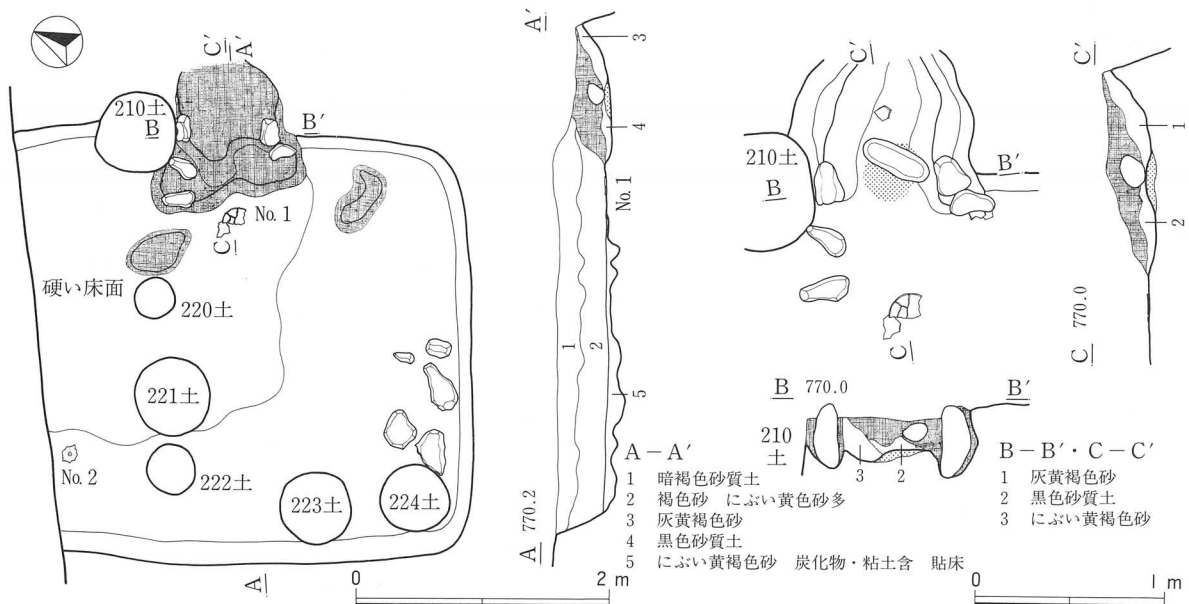 C′
A′
210土
B
B′
No. 1
C
硬い床面
220土
221土
No. 2
222土
223土
224土
A
0
2 m
A′
3
4
No. 1
1
2
5
A 770.2
A－A′
1 暗褐色砂質土
2 褐色砂 にぶい黄色砂多
3 灰黄褐色砂
4 黒色砂質土
5 にぶい黄褐色砂 炭化物・粘土含 貼床
C′
210土
B
B′
C
C′
1
2
C 770.0
B 770.0
B′
210
土
3
2
B－B′・C－C′
1 灰黄褐色砂
2 黒色砂質土
3 にぶい黄褐色砂
0
1 m